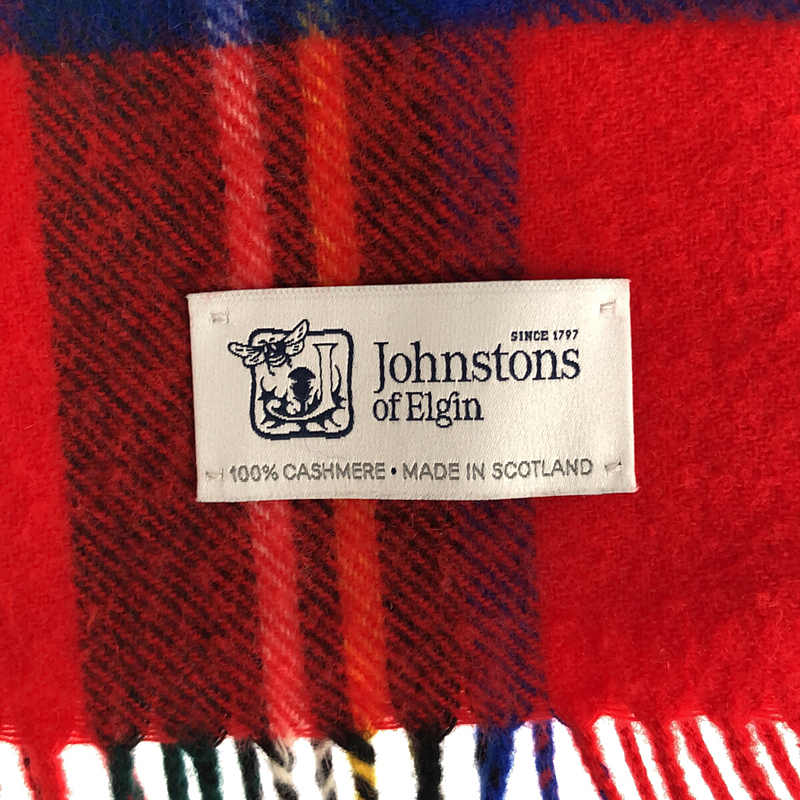 SINCE 1797
Johnstons
of Elgin
100% CASHMERE • MADE IN SCOTLAND